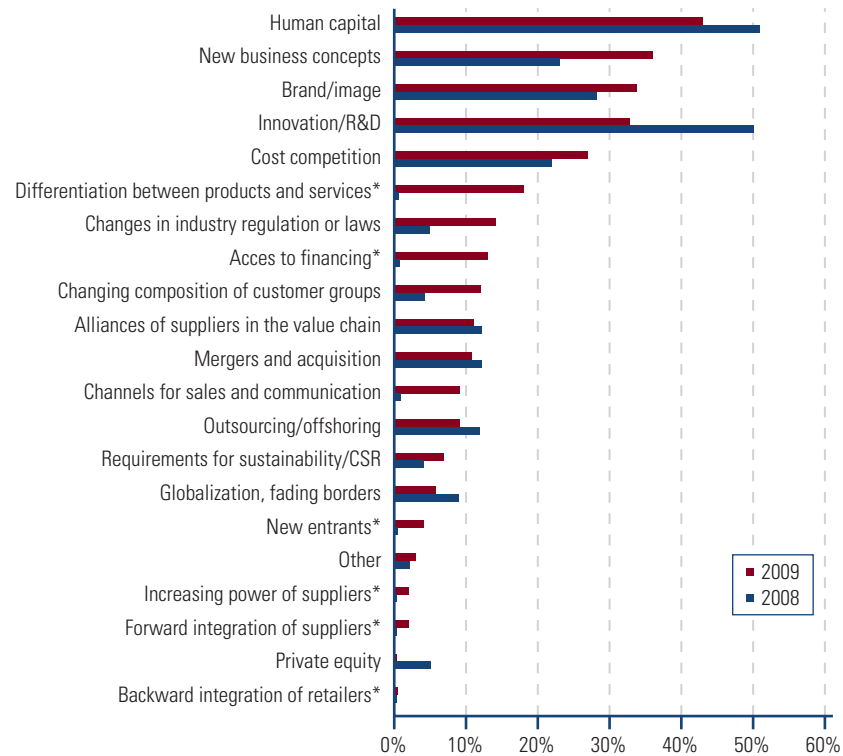 Human capital
New business concepts
Brand/image
Innovation/R&D
Cost competition
Differentiation between products and services*
Changes in industry regulation or laws
Acces to financing*
Changing composition of customer groups
Alliances of suppliers in the value chain
Mergers and acquisition
Channels for sales and communication
Outsourcing/offshoring
Requirements for sustainability/CSR
Globalization, fading borders
New entrants*
Other
Increasing power of suppliers*
Forward integration of suppliers*
Private equity
Backward integration of retailers*
2009
2008
0% 10% 20% 30% 40% 50% 60%